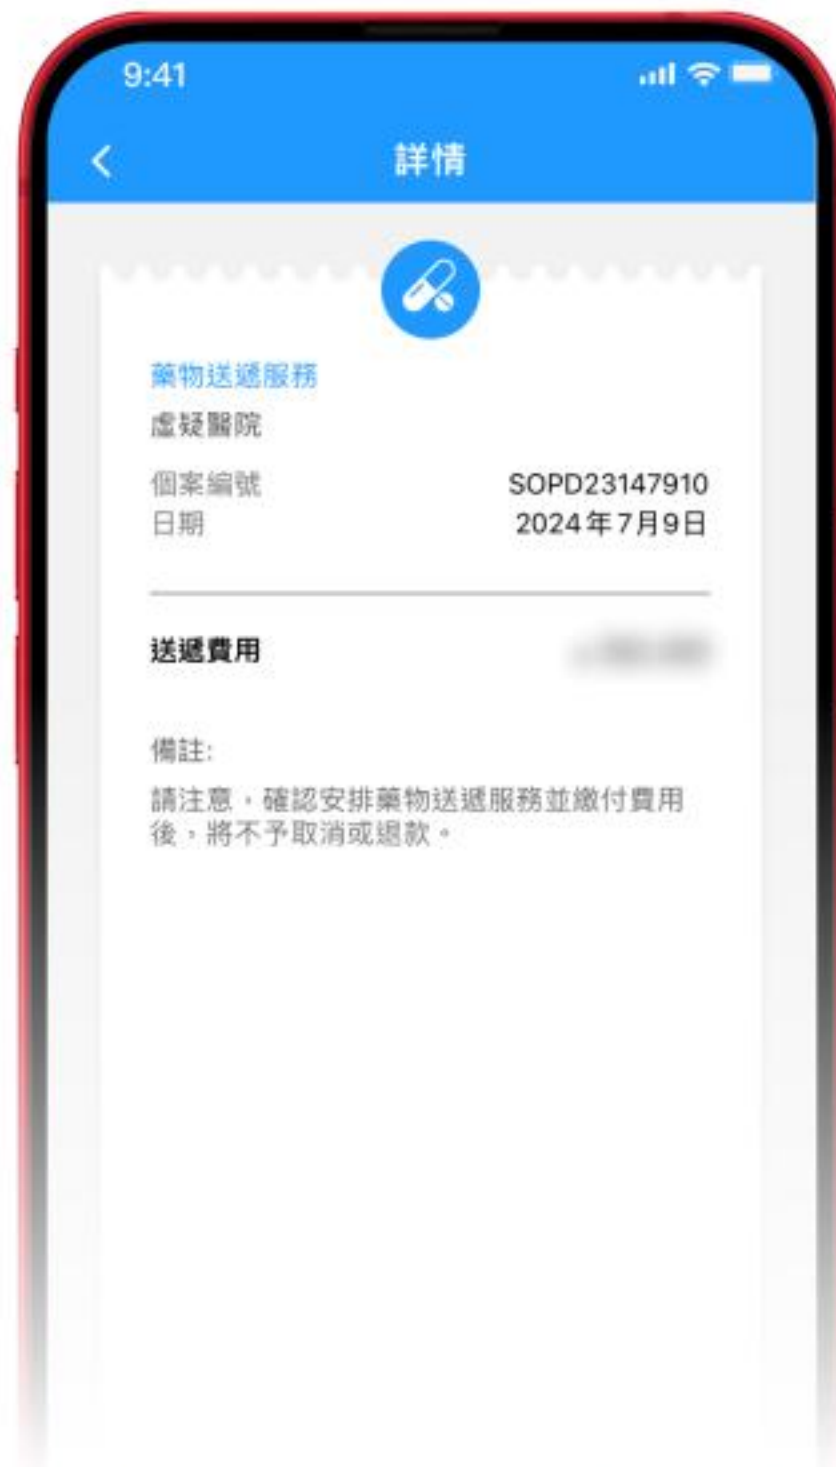 9:41
詳情
藥物送遞服務
虛疑醫院
個案編號 SOPD23147910
日期 2024年7月9日
送遞費用
備註:
請注意，確認安排藥物送遞服務並繳付費用
後，將不予取消或退款。